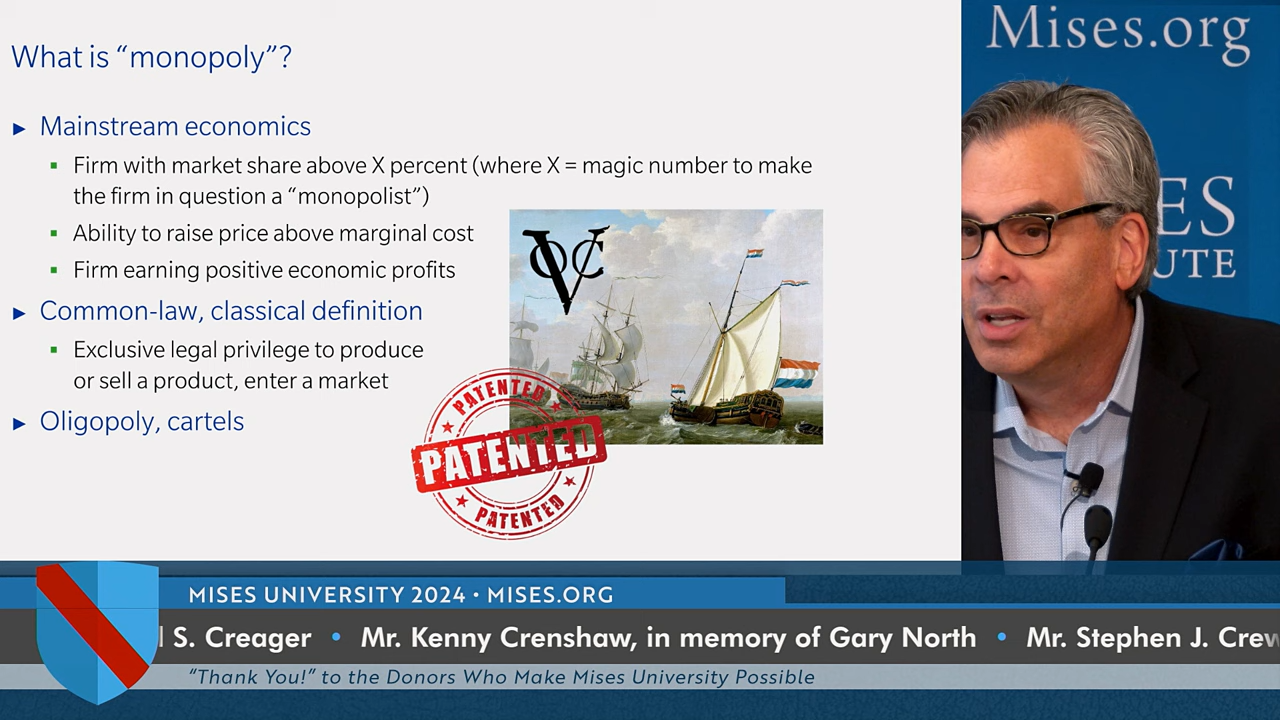 What is “monopoly”?
► Mainstream economics
▪ Firm with market share above X percent (where X = magic number to make
the firm in question a “monopolist”)
▪ Ability to raise price above marginal cost
▪ Firm earning positive economic profits
► Common-law, classical definition
▪ Exclusive legal privilege to produce
or sell a product, enter a market
► Oligopoly, cartels
VOC
PATENTED
PATENTED
PATENTED
Mises.org
ES
UTE
MISES UNIVERSITY 2024 • MISES.ORG
S. Creager • Mr. Kenny Crenshaw, in memory of Gary North • Mr. Stephen J. Crew
“Thank You!” to the Donors Who Make Mises University Possible